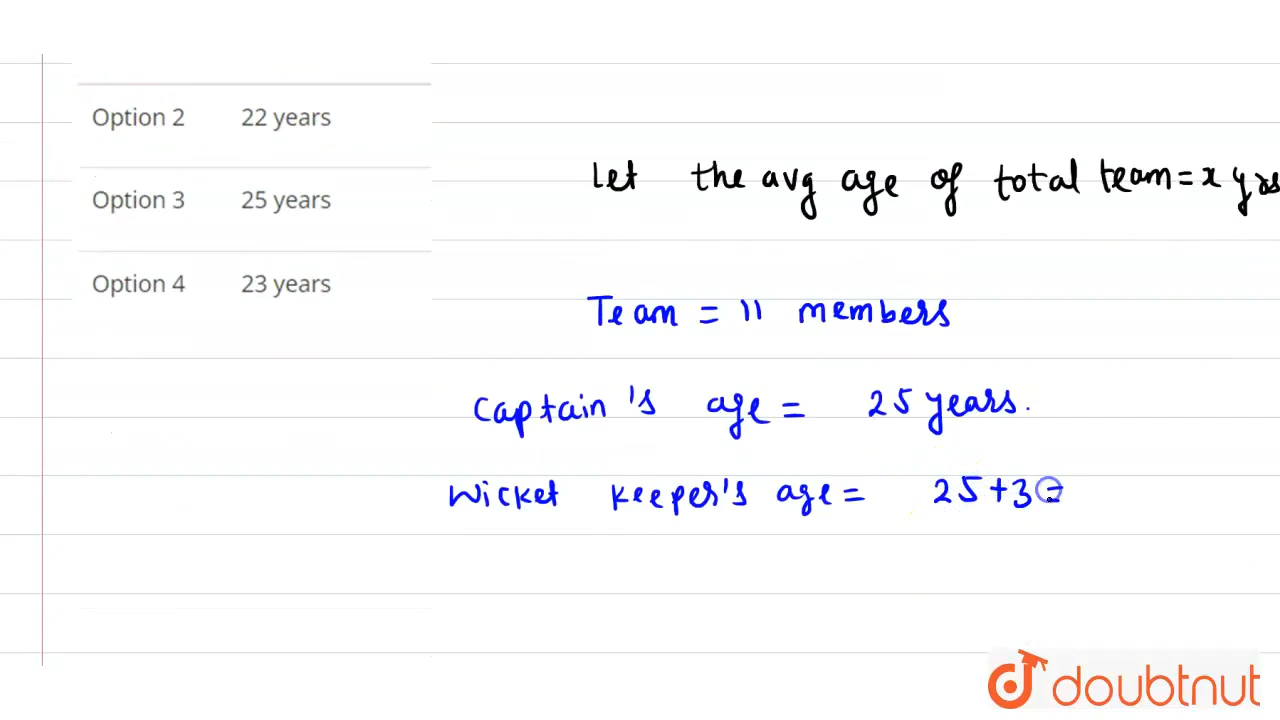 Option 2 22 years
Option 3 25 years
Option 4 23 years
Let the avg age of total team = x yrs
Team = 11 members
Captain's age = 25 years.
Wicket keeper's age = 25 + 3 =
doubtnut